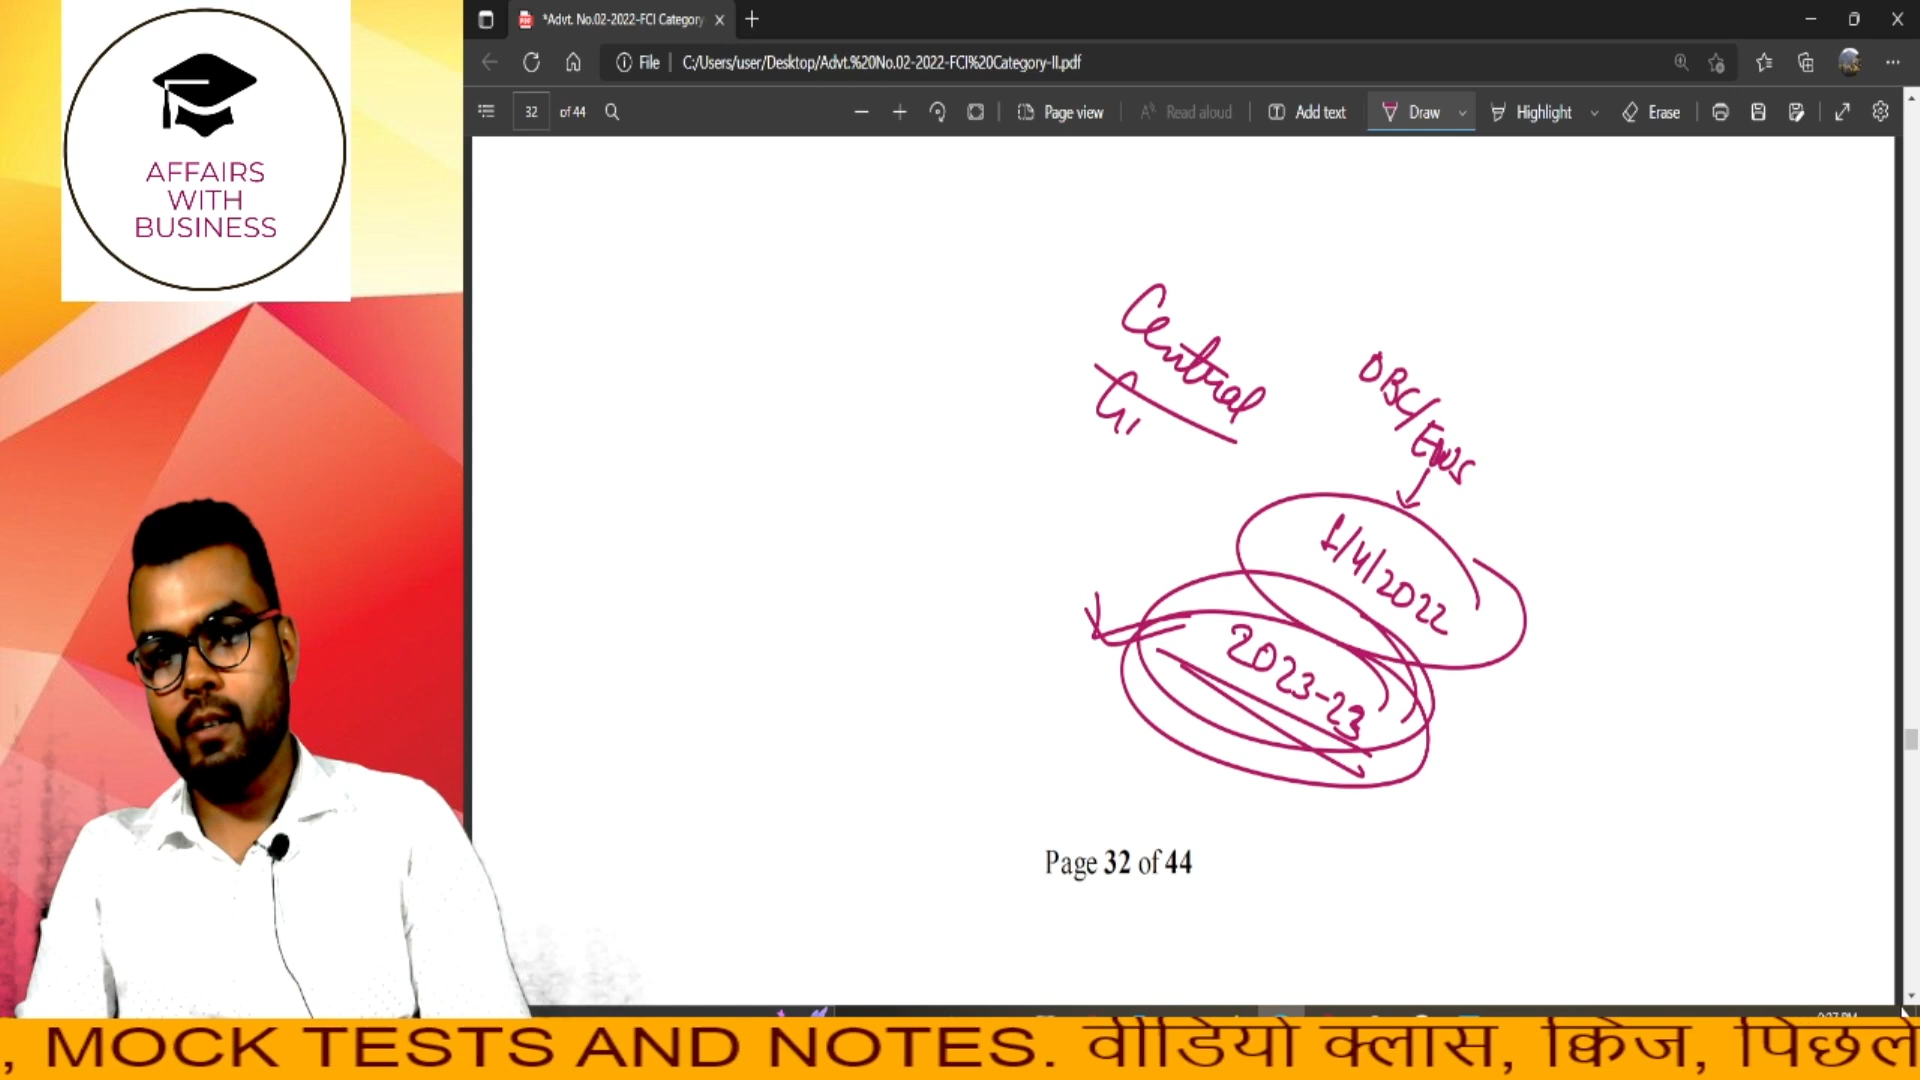 AFFAIRS
WITH
BUSINESS
*Advt. No.02-2022-FCI Category
File
C:/Users/user/Desktop/Advt.%20No.02-2022-FCI%20Category-II.pdf
32 of 44
Page view
Read aloud
Add text
Draw
Highlight
Erase
Central
OBC/EWS
1/4/2022
2023-23
Page 32 of 44
, MOCK TESTS AND NOTES. वीडियो क्लास, क्विज, पिछले